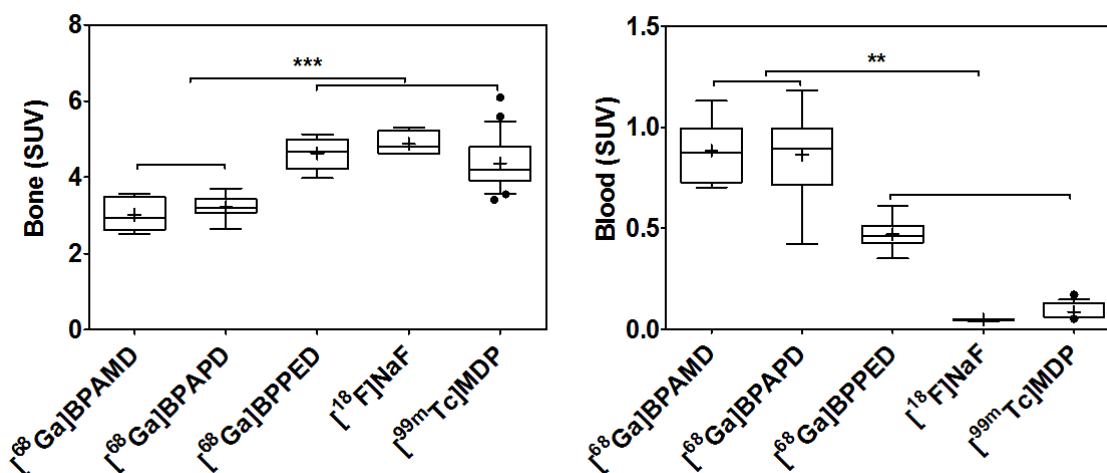 Bone (SUV)
8
6
4
2
0
***
[⁶⁸Ga]BPAMD
[⁶⁸Ga]BPAPD
[⁶⁸Ga]BPPED
[¹⁸F]NaF
[⁹⁹ᵐTc]MDP
Blood (SUV)
1.5
1.0
0.5
0.0
**
[⁶⁸Ga]BPAMD
[⁶⁸Ga]BPAPD
[⁶⁸Ga]BPPED
[¹⁸F]NaF
[⁹⁹ᵐTc]MDP